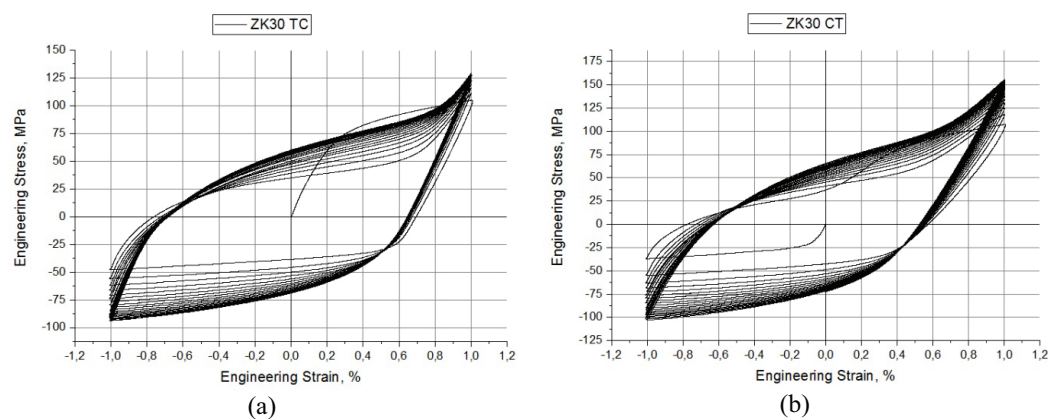 ZK30 TC
150
125
100
75
50
25
0
-25
-50
-75
-100
Engineering Stress, MPa
-1,2 -1,0 -0,8 -0,6 -0,4 -0,2 0,0 0,2 0,4 0,6 0,8 1,0 1,2
Engineering Strain, %
(a)
ZK30 CT
175
150
125
100
75
50
25
0
-25
-50
-75
-100
125
Engineering Stress, MPa
-1,2 -1,0 -0,8 -0,6 -0,4 -0,2 0,0 0,2 0,4 0,6 0,8 1,0 1,2
Engineering Strain, %
(b)